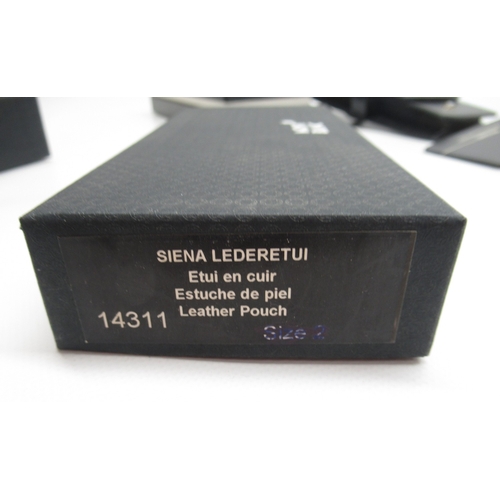 SIENA LEDERETUI
Etui en cuir
Estuche de piel
Leather Pouch
14311
Size 2